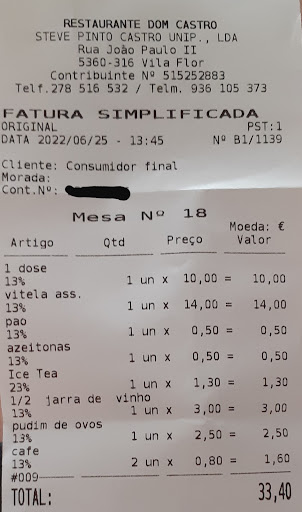 RESTAURANTE DOM CASTRO
STEVE PINTO CASTRO UNIP., LDA
Rua João Paulo II
5360-316 Vila Flor
Contribuinte Nº 515252883
Telf.278 516 532 / Telm. 936 105 373
FATURA SIMPLIFICADA
ORIGINAL PST:1
DATA 2022/06/25 - 13:45 Nº B1/1139
Cliente: Consumidor final
Morada:
Cont.Nº:
Mesa Nº 18
Moeda: €
Artigo Qtd Preço Valor
1 dose
13% 1 un x 10,00 = 10,00
vitela ass.
13% 1 un x 14,00 = 14,00
pao
13% 1 un x 0,50 = 0,50
azeitonas
13% 1 un x 0,50 = 0,50
Ice Tea
23% 1 un x 1,30 = 1,30
1/2 jarra de vinho
13% 1 un x 3,00 = 3,00
pudim de ovos
13% 1 un x 2,50 = 2,50
cafe
13% 2 un x 0,80 = 1,60
#009
TOTAL: 33,40